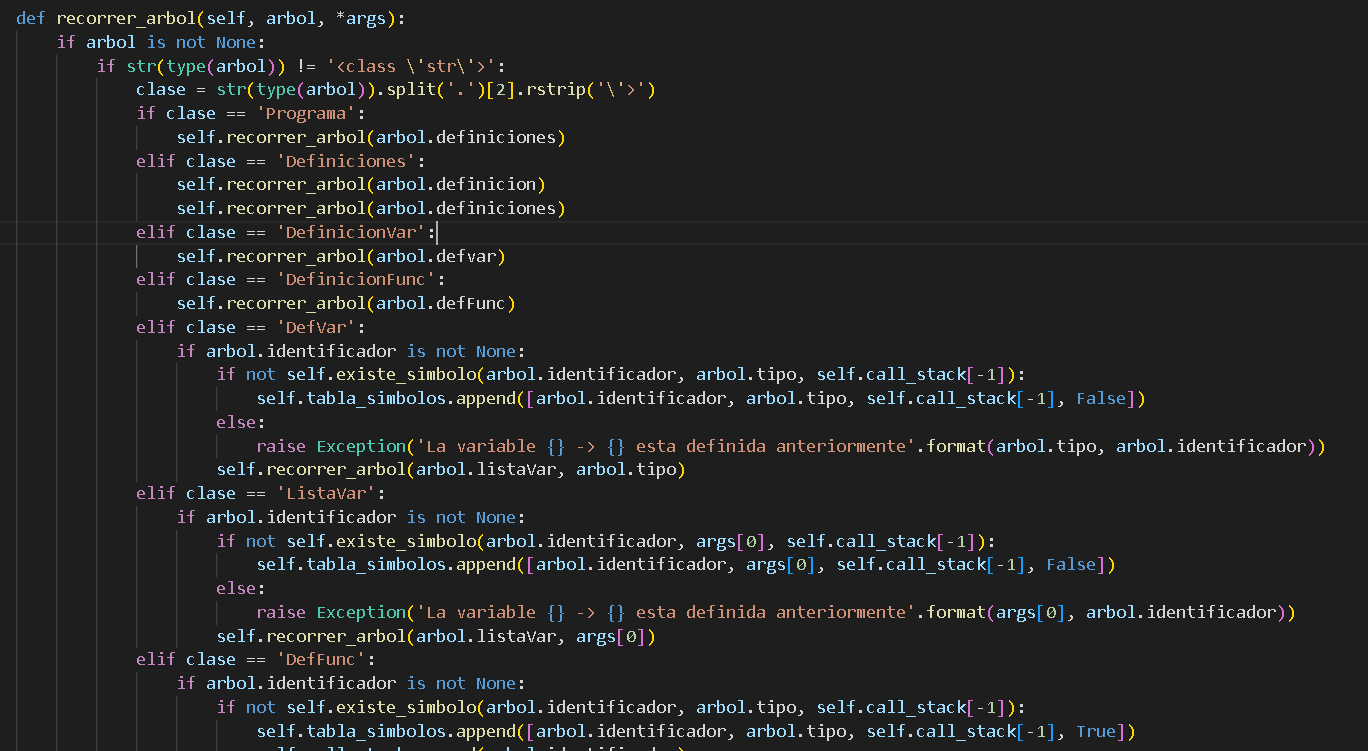 def recorrer_arbol(self, arbol, *args):
    if arbol is not None:
        if str(type(arbol)) != '<class \'str\'>':
            clase = str(type(arbol)).split('.')[2].rstrip('\'>')
            if clase == 'Programa':
                self.recorrer_arbol(arbol.definiciones)
            elif clase == 'Definiciones':
                self.recorrer_arbol(arbol.definicion)
                self.recorrer_arbol(arbol.definiciones)
            elif clase == 'DefinicionVar':
                self.recorrer_arbol(arbol.defvar)
            elif clase == 'DefinicionFunc':
                self.recorrer_arbol(arbol.defFunc)
            elif clase == 'DefVar':
                if arbol.identificador is not None:
                    if not self.existe_simbolo(arbol.identificador, arbol.tipo, self.call_stack[-1]):
                        self.tabla_simbolos.append([arbol.identificador, arbol.tipo, self.call_stack[-1], False])
                    else:
                        raise Exception('La variable {} -> {} esta definida anteriormente'.format(arbol.tipo, arbol.identificador))
                    self.recorrer_arbol(arbol.listaVar, arbol.tipo)
            elif clase == 'ListaVar':
                if arbol.identificador is not None:
                    if not self.existe_simbolo(arbol.identificador, args[0], self.call_stack[-1]):
                        self.tabla_simbolos.append([arbol.identificador, args[0], self.call_stack[-1], False])
                    else:
                        raise Exception('La variable {} -> {} esta definida anteriormente'.format(args[0], arbol.identificador))
                    self.recorrer_arbol(arbol.listaVar, args[0])
            elif clase == 'DefFunc':
                if arbol.identificador is not None:
                    if not self.existe_simbolo(arbol.identificador, arbol.tipo, self.call_stack[-1]):
                        self.tabla_simbolos.append([arbol.identificador, arbol.tipo, self.call_stack[-1], True])